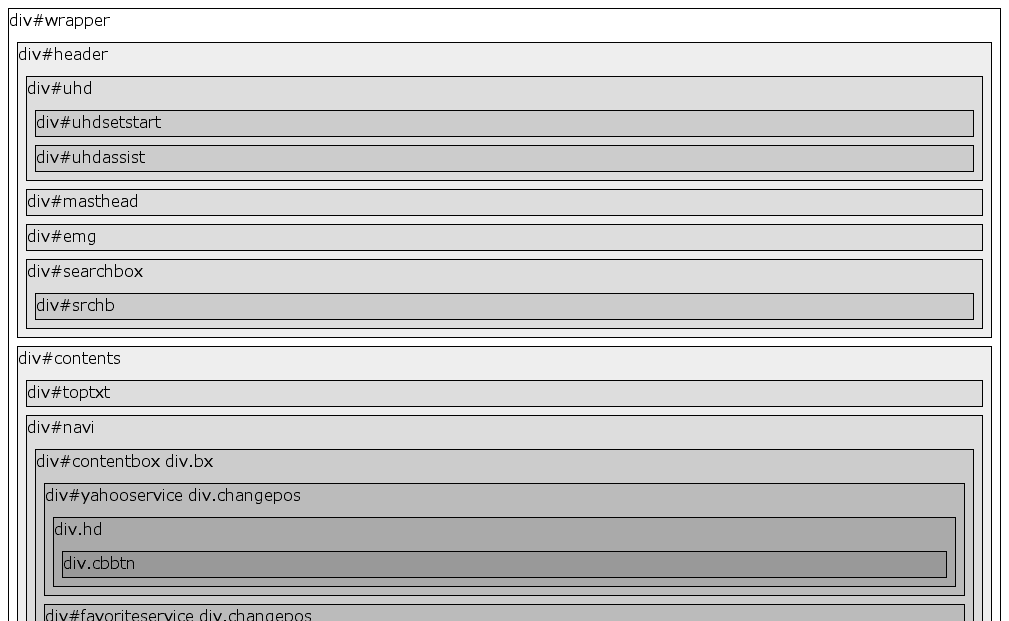 div#wrapper
div#header
div#uhd
div#uhdsetstart
div#uhdassist
div#masthead
div#emg
div#searchbox
div#srchb
div#contents
div#toptxt
div#navi
div#contentbox div.bx
div#yahooservice div.changepos
div.hd
div.cbbtn
div#favoriteservice div.changepos